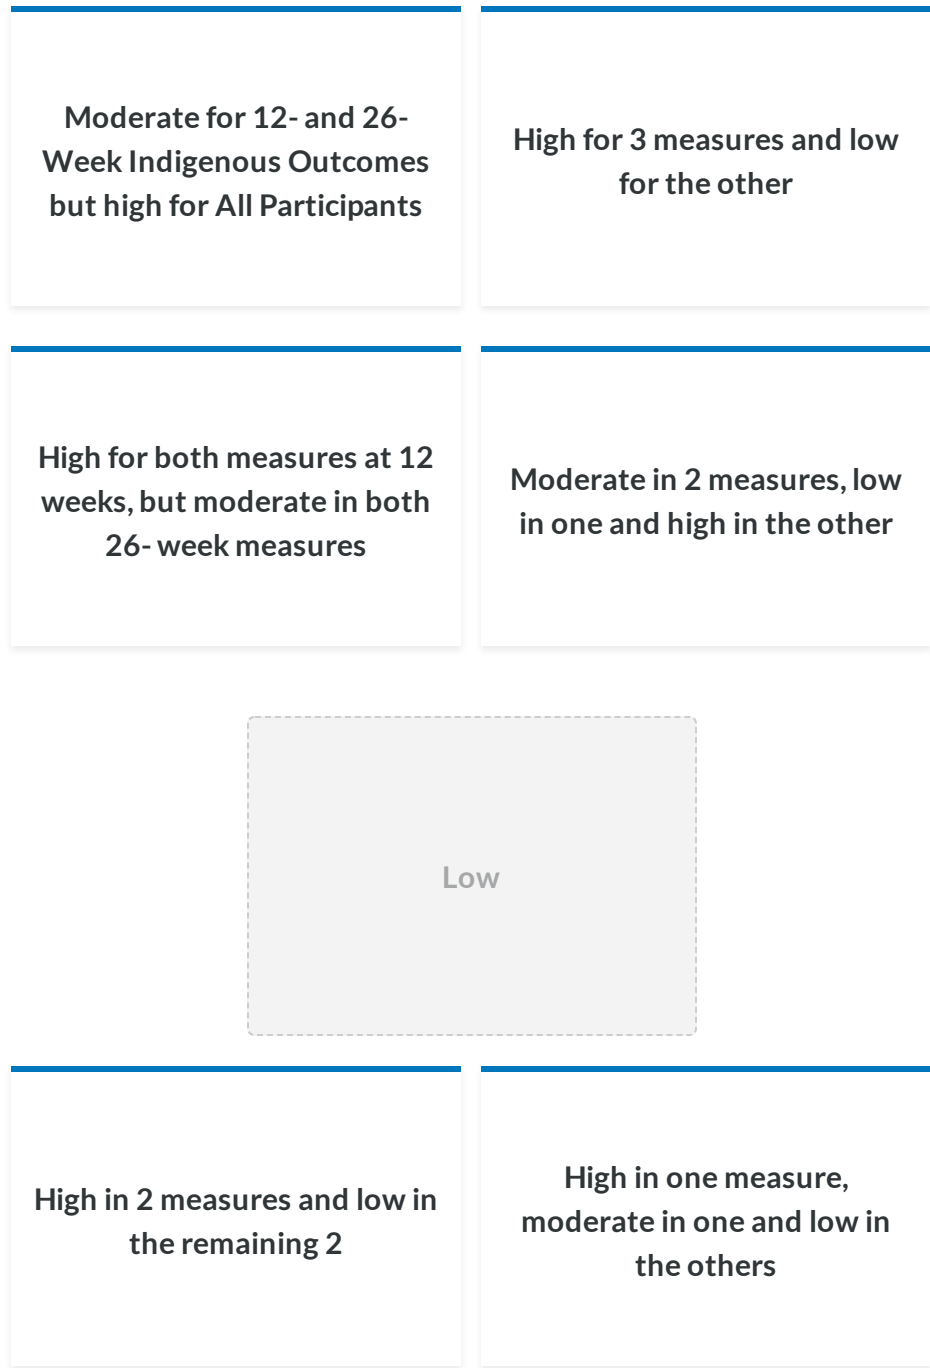 Moderate for 12- and 26-
Week Indigenous Outcomes
but high for All Participants
High for 3 measures and low
for the other
High for both measures at 12
weeks, but moderate in both
26- week measures
Moderate in 2 measures, low
in one and high in the other
Low
High in 2 measures and low in
the remaining 2
High in one measure,
moderate in one and low in
the others